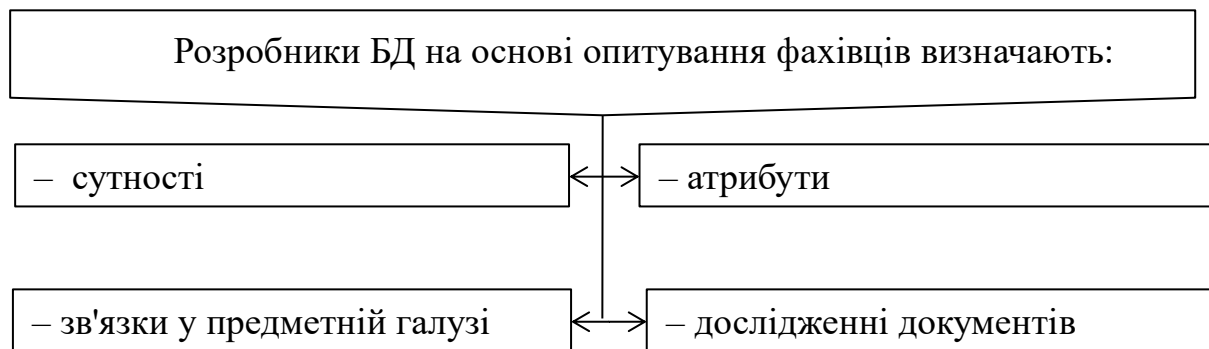 Розробники БД на основі опитування фахівців визначають:
– сутності
– атрибути
– зв'язки у предметній галузі
– дослідженні документів